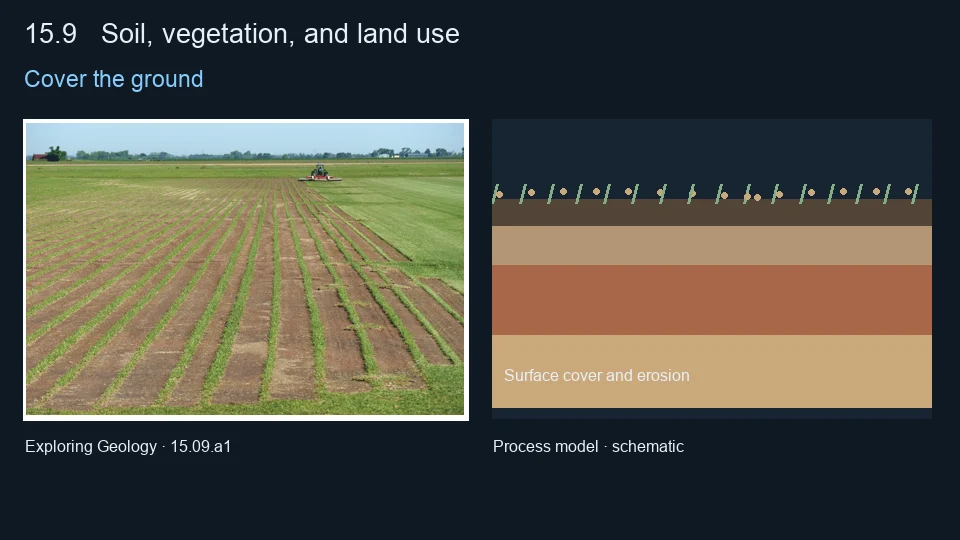 15.9 Soil, vegetation, and land use
Cover the ground
Surface cover and erosion
Exploring Geology · 15.09.a1
Process model · schematic